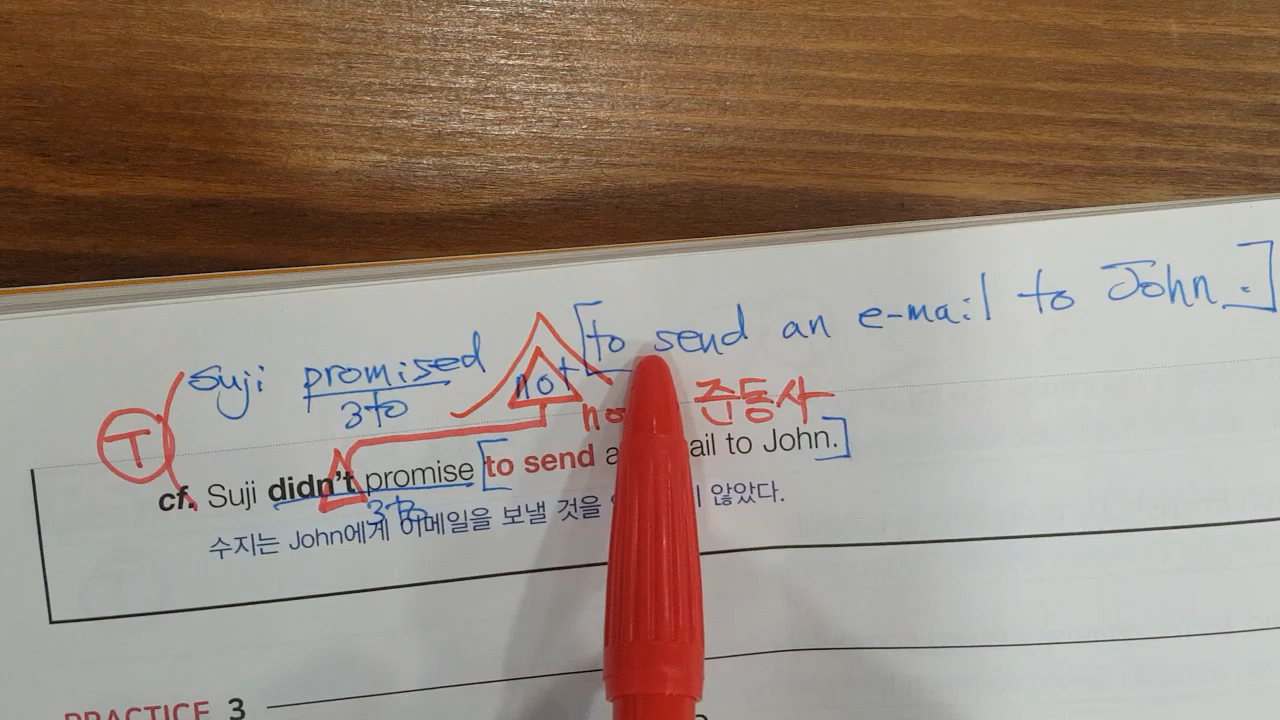 Suji promised not [to send an e-mail to John.]
3to
no 준동사
T
cf. Suji didn't promise [to send a ail to John.]
3to
수지는 John에게 이메일을 보낼 것을 않았다.
PRACTICE 3